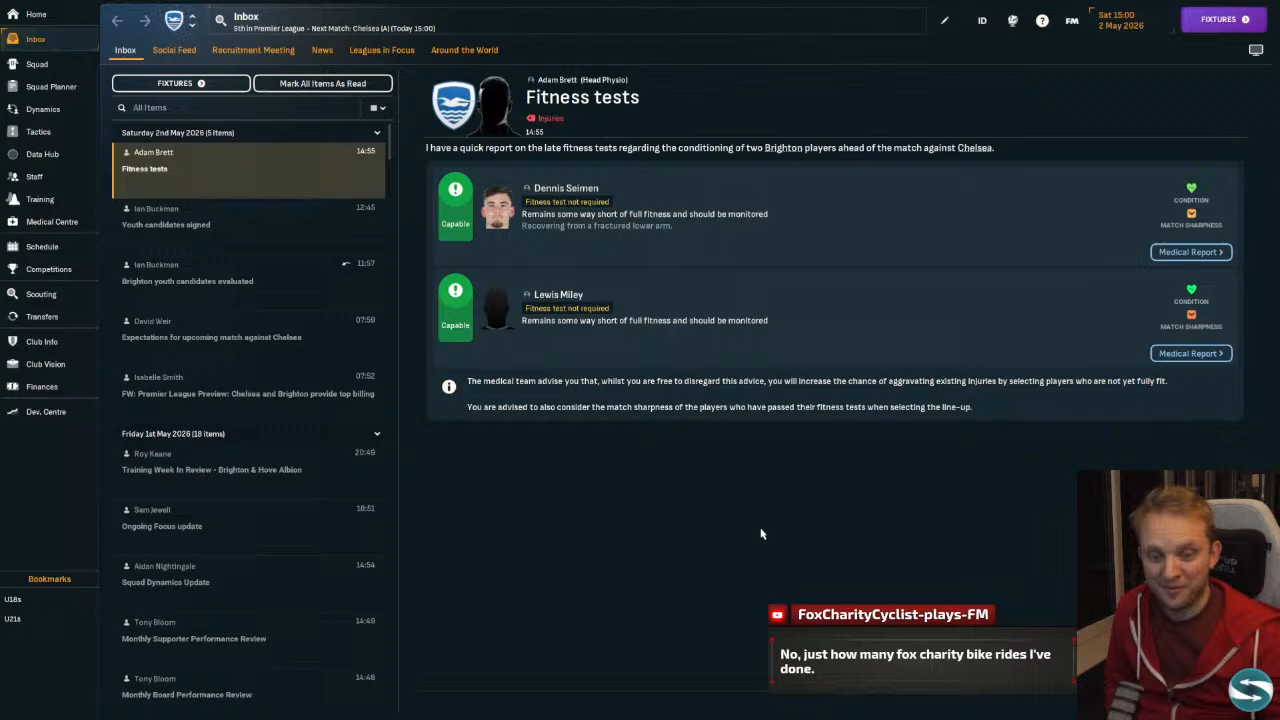 Home
Inbox
Squad
Squad Planner
Dynamics
Tactics
Data Hub
Staff
Training
Medical Centre
Schedule
Competitions
Scouting
Transfers
Club Info
Club Vision
Finances
Dev. Centre
Bookmarks
U18s
U21s
Inbox
5th in Premier League - Next Match: Chelsea (A) (Today 15:00)
ID
FM
Sat 15:00
2 May 2026
FIXTURES
Inbox
Social Feed
Recruitment Meeting
News
Leagues in Focus
Around the World
FIXTURES
Mark All Items As Read
All Items
Saturday 2nd May 2026 (5 Items)
Adam Brett 14:55
Fitness tests
Ian Buckman 12:45
Youth candidates signed
Ian Buckman 11:57
Brighton youth candidates evaluated
David Weir 07:59
Expectations for upcoming match against Chelsea
Isabelle Smith 07:52
FW: Premier League Preview: Chelsea and Brighton provide top billing
Friday 1st May 2026 (18 items)
Roy Keane 20:49
Training Week In Review - Brighton & Hove Albion
Sam Jewell 16:51
Ongoing Focus update
Aidan Nightingale 14:54
Squad Dynamics Update
Tony Bloom 14:49
Monthly Supporter Performance Review
Tony Bloom 14:48
Monthly Board Performance Review
Adam Brett (Head Physio)
Fitness tests
Injuries
14:55
I have a quick report on the late fitness tests regarding the conditioning of two Brighton players ahead of the match against Chelsea.
Capable
Dennis Seimen
Fitness test not required
Remains some way short of full fitness and should be monitored
Recovering from a fractured lower arm.
CONDITION
MATCH SHARPNESS
Medical Report >
Capable
Lewis Miley
Fitness test not required
Remains some way short of full fitness and should be monitored
CONDITION
MATCH SHARPNESS
Medical Report >
The medical team advise you that, whilst you are free to disregard this advice, you will increase the chance of aggravating existing injuries by selecting players who are not yet fully fit.
You are advised to also consider the match sharpness of the players who have passed their fitness tests when selecting the line-up.
FoxCharityCyclist-plays-FM
No, just how many fox charity bike rides I've
done.